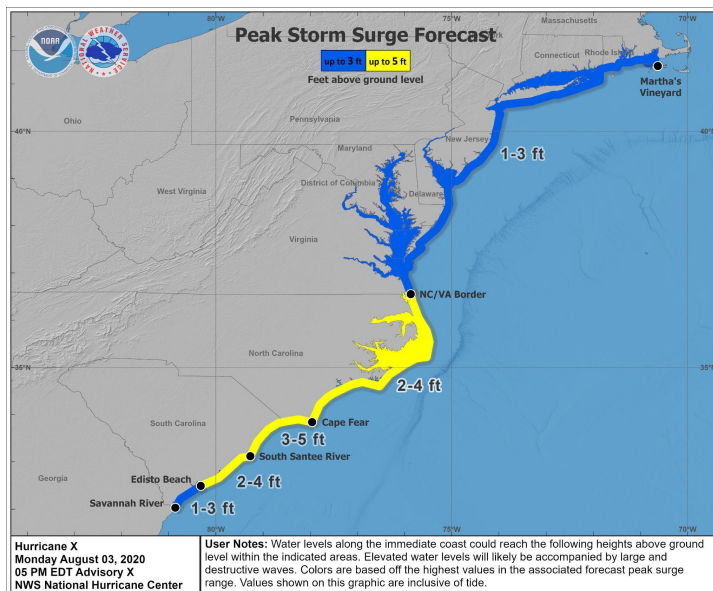 Massachusetts
Peak Storm Surge Forecast
up to 3 ft up to 5 ft
Feet above ground level
NOAA
NATIONAL WEATHER SERVICE
Connecticut
Rhode Isla
Martha's
Vineyard
40°N
40°N
Ohio
Pennsylvania
New Jersey
1-3 ft
Maryland
District of Columbia
Delaware
West Virginia
Virginia
NC/VA Border
North Carolina
35°N
35°N
2-4 ft
Cape Fear
South Carolina
3-5 ft
South Santee River
Georgia
Edisto Beach
2-4 ft
Savannah River
1-3 ft
80°W
75°W
70°W
80°W
75°W
70°W
Hurricane X
Monday August 03, 2020
05 PM EDT Advisory X
NWS National Hurricane Center
User Notes: Water levels along the immediate coast could reach the following heights above ground
level within the indicated areas. Elevated water levels will likely be accompanied by large and
destructive waves. Colors are based off the highest values in the associated forecast peak surge
range. Values shown on this graphic are inclusive of tide.